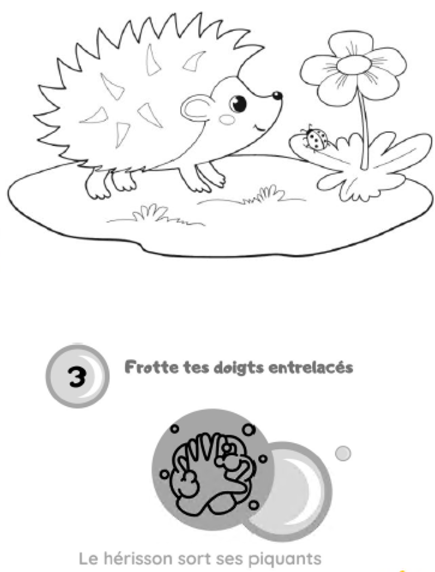 3
Frotte tes doigts entrelacés
Le hérisson sort ses piquants